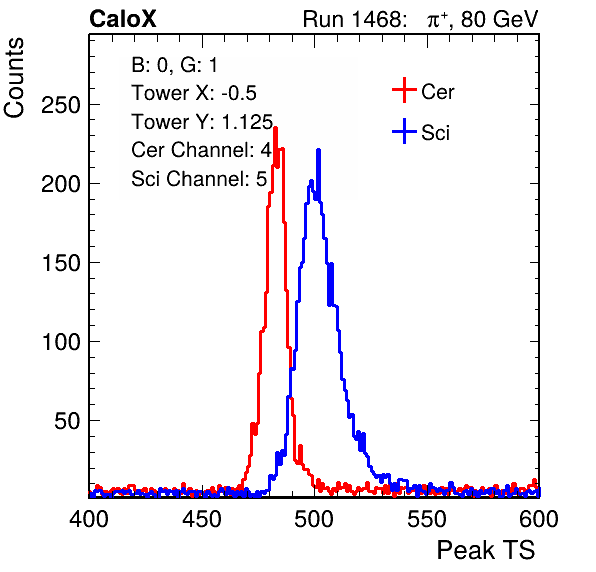 CaloX Run 1468: π⁺, 80 GeV
Counts
B: 0, G: 1
Tower X: -0.5
Tower Y: 1.125
Cer Channel: 4
Sci Channel: 5
Cer
Sci
250
200
150
100
50
400 450 500 550 600
Peak TS